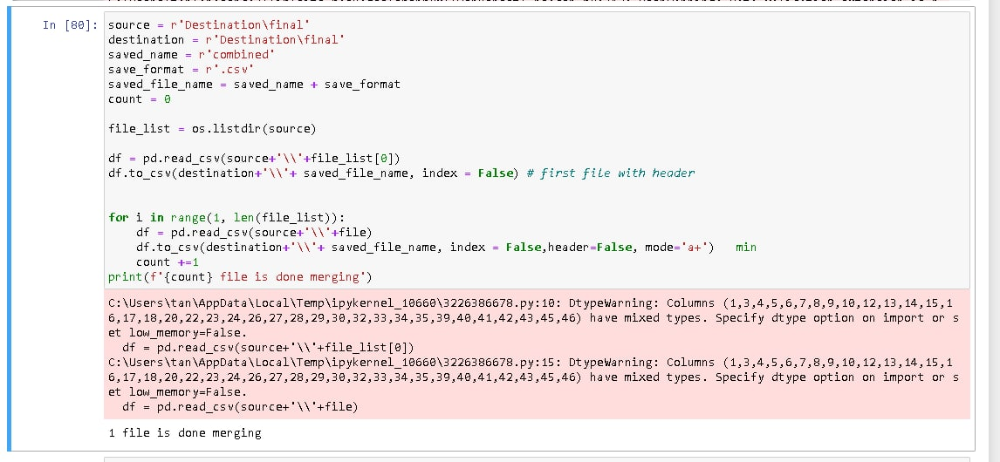 In [80]: source = r'Destination\final'
destination = r'Destination\final'
saved_name = r'combined'
save_format = r'.csv'
saved_file_name = saved_name + save_format
count = 0
file_list = os.listdir(source)
df = pd.read_csv(source+'\\'+file_list[0])
df.to_csv(destination+'\\'+ saved_file_name, index = False) # first file with header
for i in range(1, len(file_list)):
    df = pd.read_csv(source+'\\'+file)
    df.to_csv(destination+'\\'+ saved_file_name, index = False,header=False, mode='a+')   min
    count +=1
print(f'{count} file is done merging')
C:\Users\tan\AppData\Local\Temp\ipykernel_10660\3226386678.py:10: DtypeWarning: Columns (1,3,4,5,6,7,8,9,10,12,13,14,15,1
6,17,18,20,22,23,24,26,27,28,29,30,32,33,34,35,39,40,41,42,43,45,46) have mixed types. Specify dtype option on import or s
et low_memory=False.
  df = pd.read_csv(source+'\\'+file_list[0])
C:\Users\tan\AppData\Local\Temp\ipykernel_10660\3226386678.py:15: DtypeWarning: Columns (1,3,4,5,6,7,8,9,10,12,13,14,15,1
6,17,18,20,22,23,24,26,27,28,29,30,32,33,34,35,39,40,41,42,43,45,46) have mixed types. Specify dtype option on import or s
et low_memory=False.
  df = pd.read_csv(source+'\\'+file)
1 file is done merging